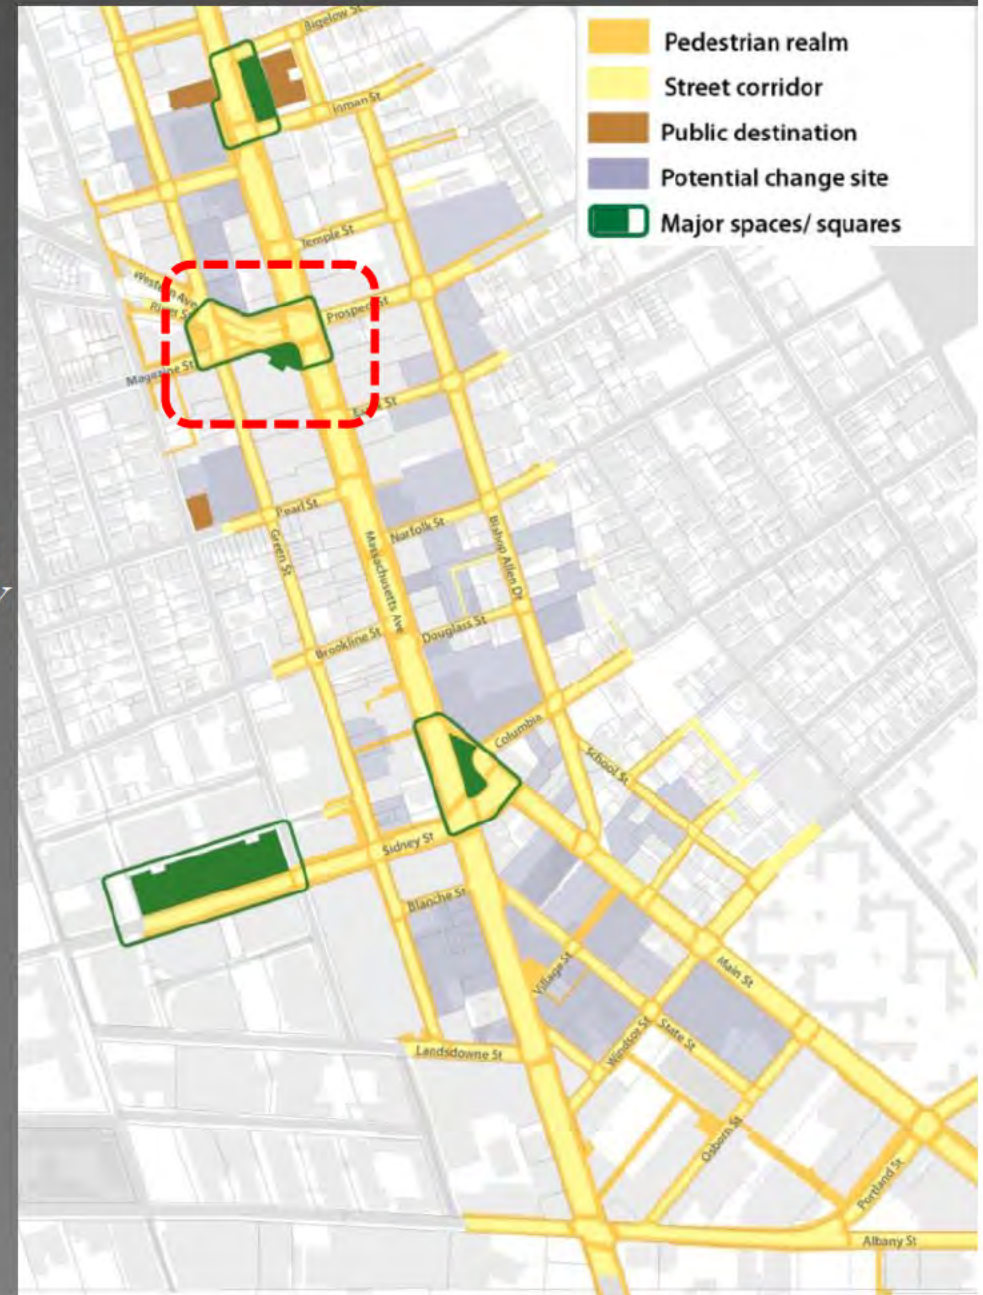 Pedestrian realm
Street corridor
Public destination
Potential change site
Major spaces/ squares
Bigelow St
Inman St
Temple St
Western Ave
River St
Prospect St
Magazine St
Pearl St
Norfolk St
Green St
Massachusetts Ave
Bishop Allen Dr
Brookline St
Douglass St
Columbia
School St
Sidney St
Blanche St
Main St
Village St
Landsdowne St
Windsor St
State St
Osborn St
Portland St
Albany St